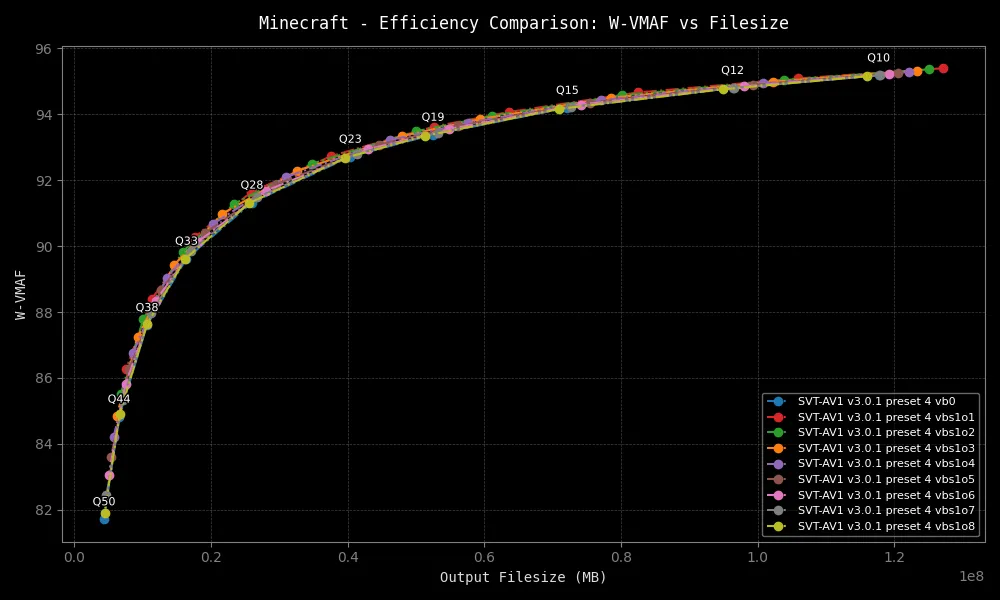 Minecraft - Efficiency Comparison: W-VMAF vs Filesize
96
94
92
90
88
86
84
82
W-VMAF
Q10
Q12
Q15
Q19
Q23
Q28
Q33
Q38
Q44
Q50
SVT-AV1 v3.0.1 preset 4 vb0
SVT-AV1 v3.0.1 preset 4 vbs1o1
SVT-AV1 v3.0.1 preset 4 vbs1o2
SVT-AV1 v3.0.1 preset 4 vbs1o3
SVT-AV1 v3.0.1 preset 4 vbs1o4
SVT-AV1 v3.0.1 preset 4 vbs1o5
SVT-AV1 v3.0.1 preset 4 vbs1o6
SVT-AV1 v3.0.1 preset 4 vbs1o7
SVT-AV1 v3.0.1 preset 4 vbs1o8
0.0 0.2 0.4 0.6 0.8 1.0 1.2
1e8
Output Filesize (MB)